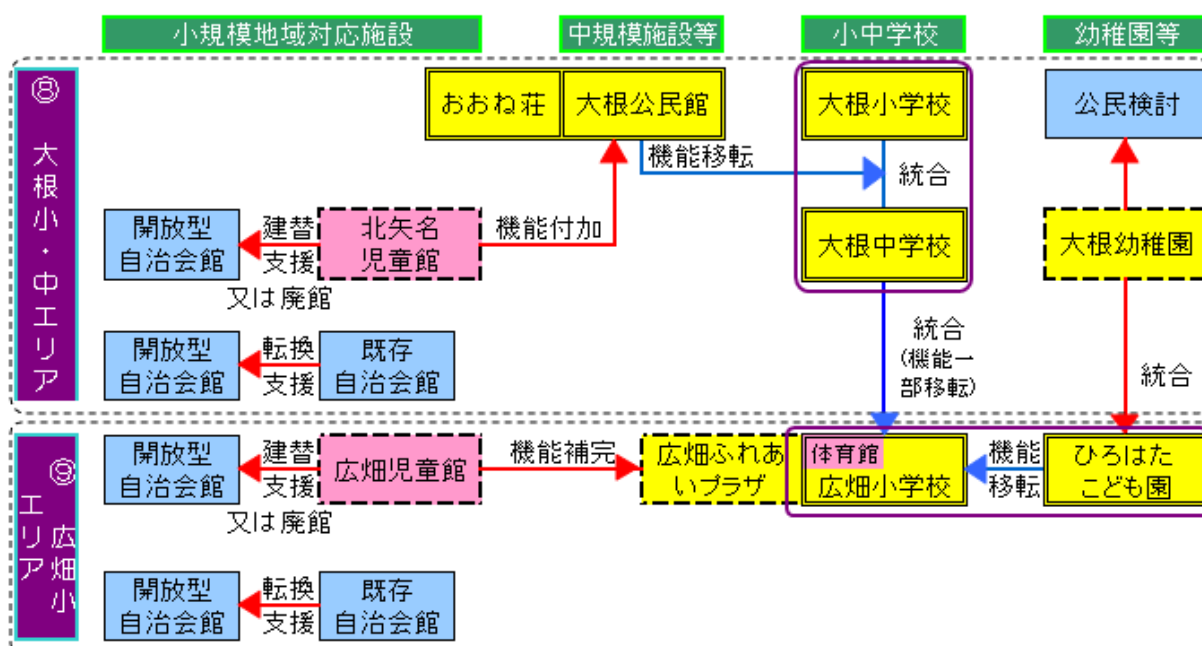 小規模地域対応施設
中規模施設等
小中学校
幼稚園等
⑧ 大根小・中エリア
おおね荘
大根公民館
大根小学校
公民検討
機能移転
統合
開放型
自治会館
建替
支援
又は廃館
北矢名
児童館
機能付加
大根中学校
大根幼稚園
開放型
自治会館
転換
支援
既存
自治会館
統合
(機能一
部移転)
統合
⑨ 広畑小
エリア
開放型
自治会館
建替
支援
又は廃館
広畑児童館
機能補完
広畑ふれあ
いプラザ
体育館
広畑小学校
機能
移転
ひろはた
こども園
開放型
自治会館
転換
支援
既存
自治会館